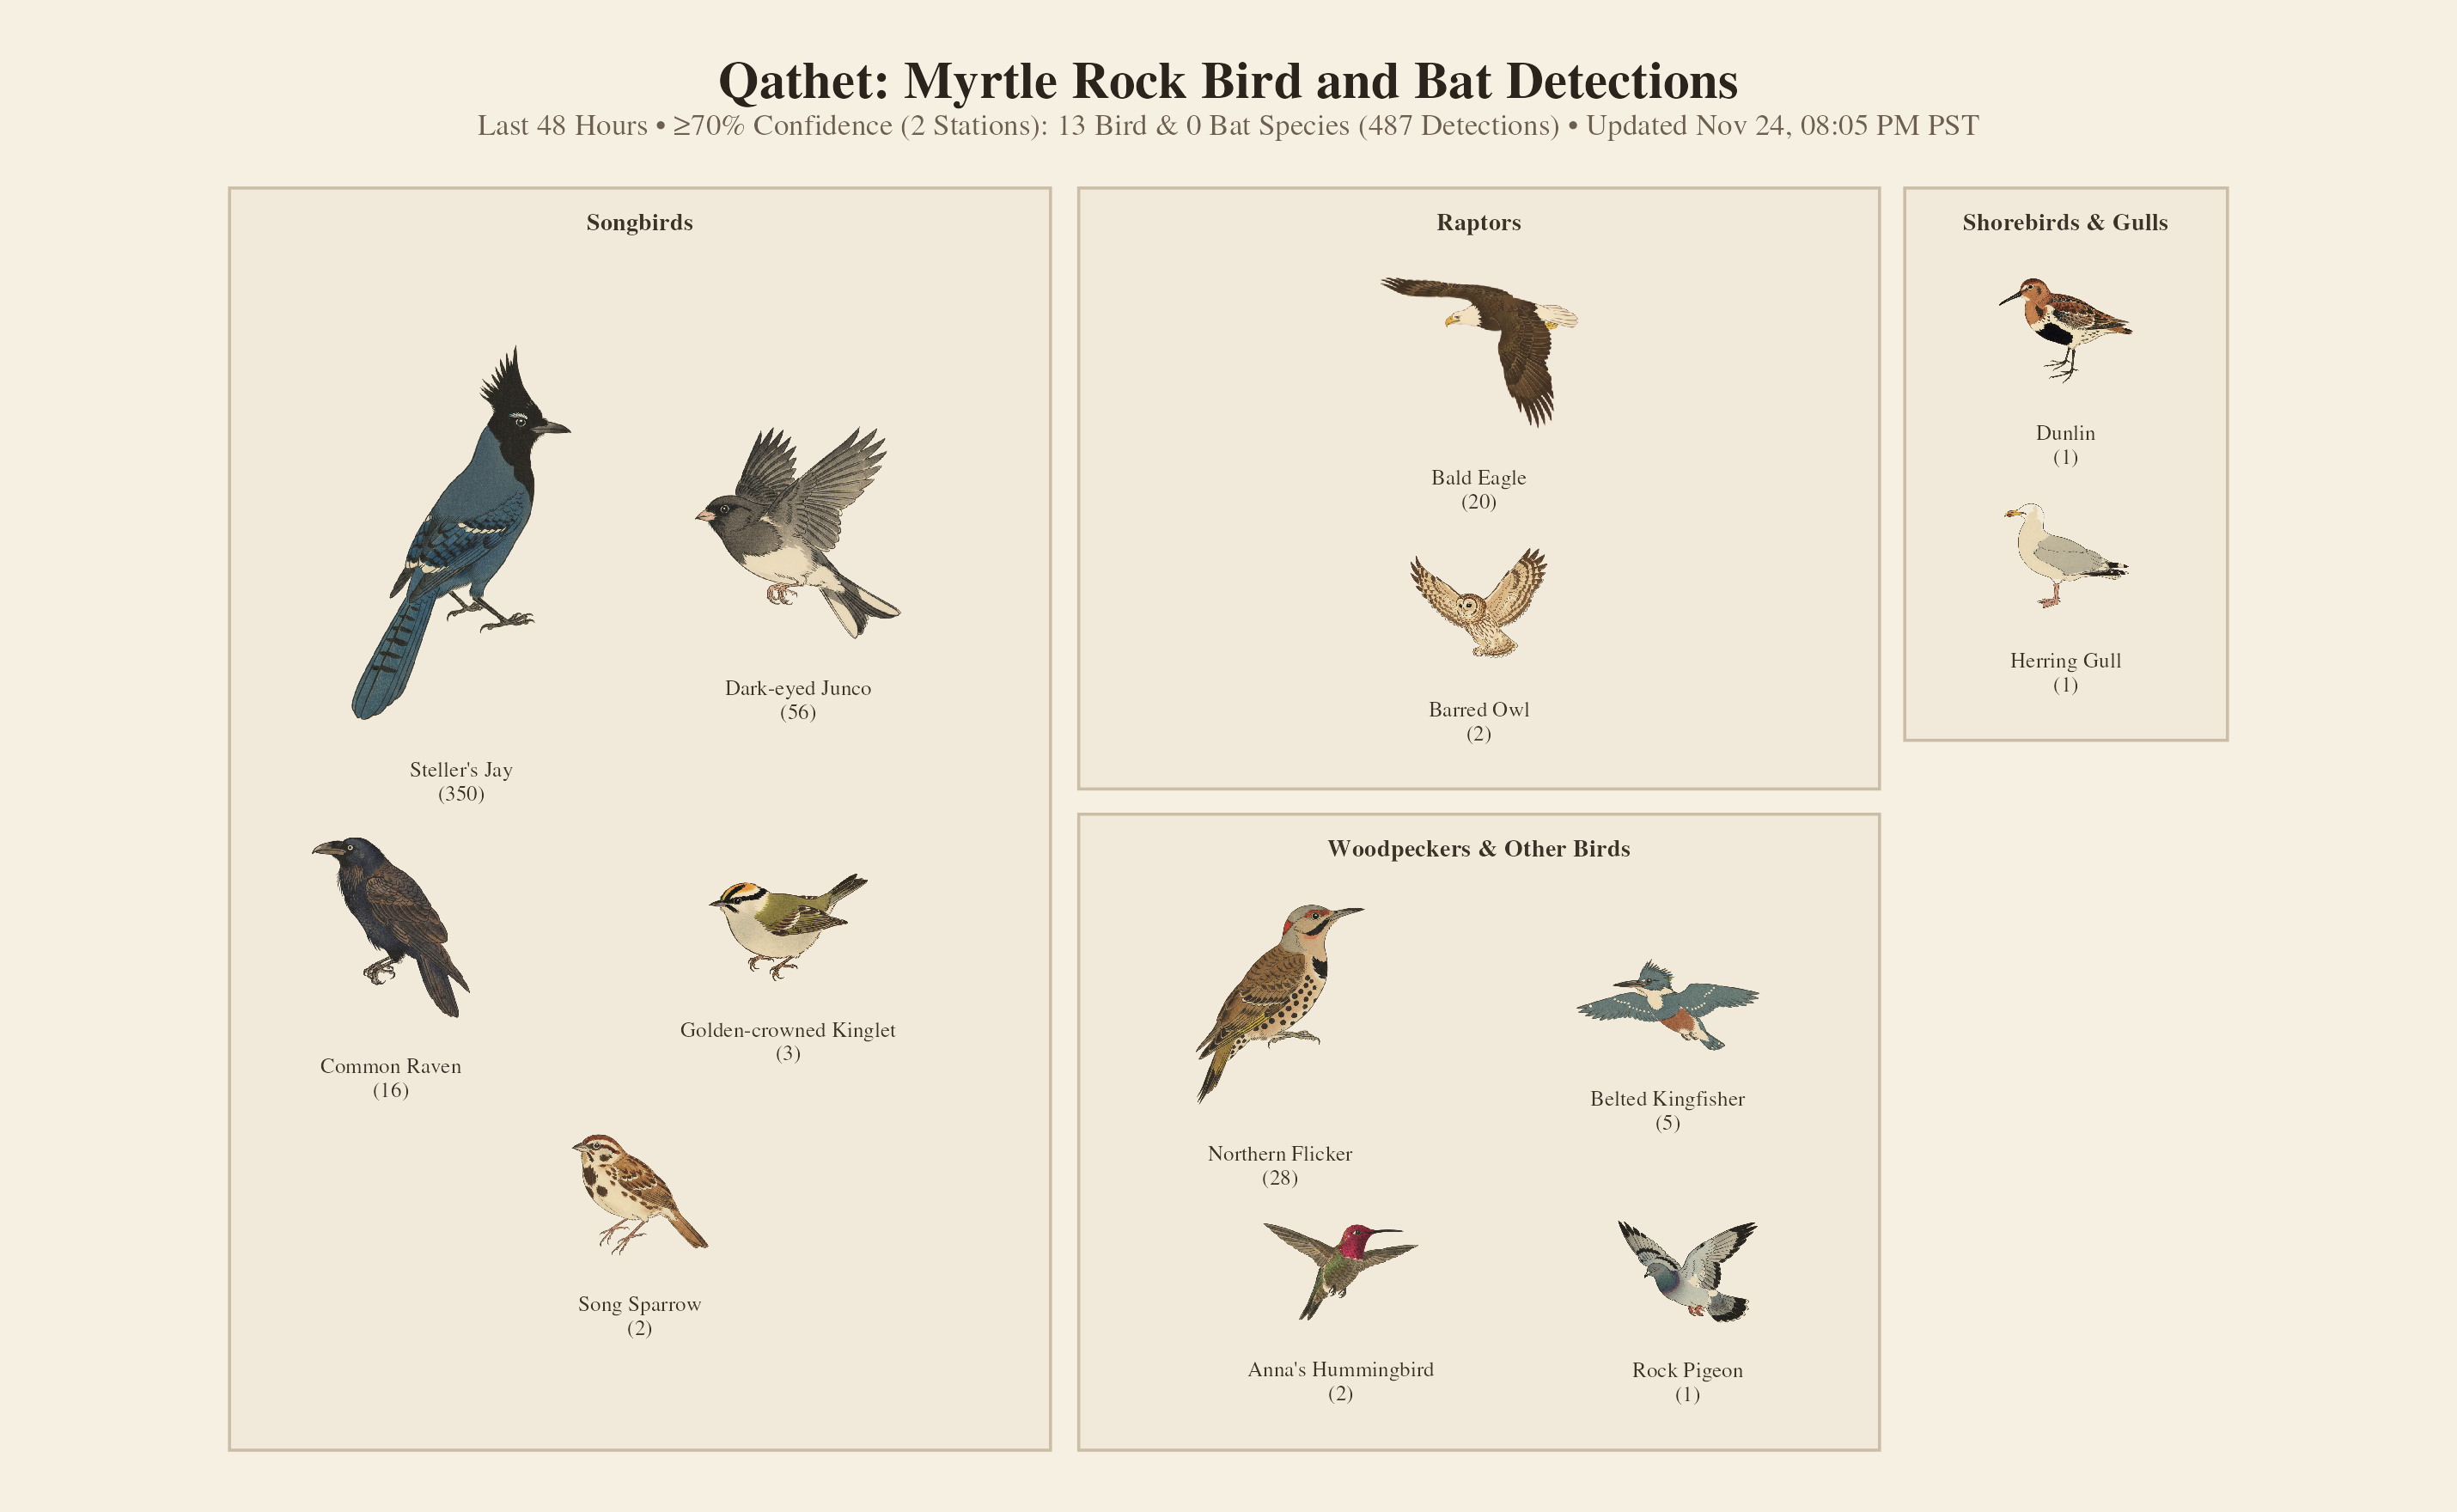 Qathet: Myrtle Rock Bird and Bat Detections
Last 48 Hours • ≥70% Confidence (2 Stations): 13 Bird & 0 Bat Species (487 Detections) • Updated Nov 24, 08:05 PM PST
Songbirds
Steller's Jay
(350)
Dark-eyed Junco
(56)
Common Raven
(16)
Golden-crowned Kinglet
(3)
Song Sparrow
(2)
Raptors
Bald Eagle
(20)
Barred Owl
(2)
Woodpeckers & Other Birds
Northern Flicker
(28)
Belted Kingfisher
(5)
Anna's Hummingbird
(2)
Rock Pigeon
(1)
Shorebirds & Gulls
Dunlin
(1)
Herring Gull
(1)